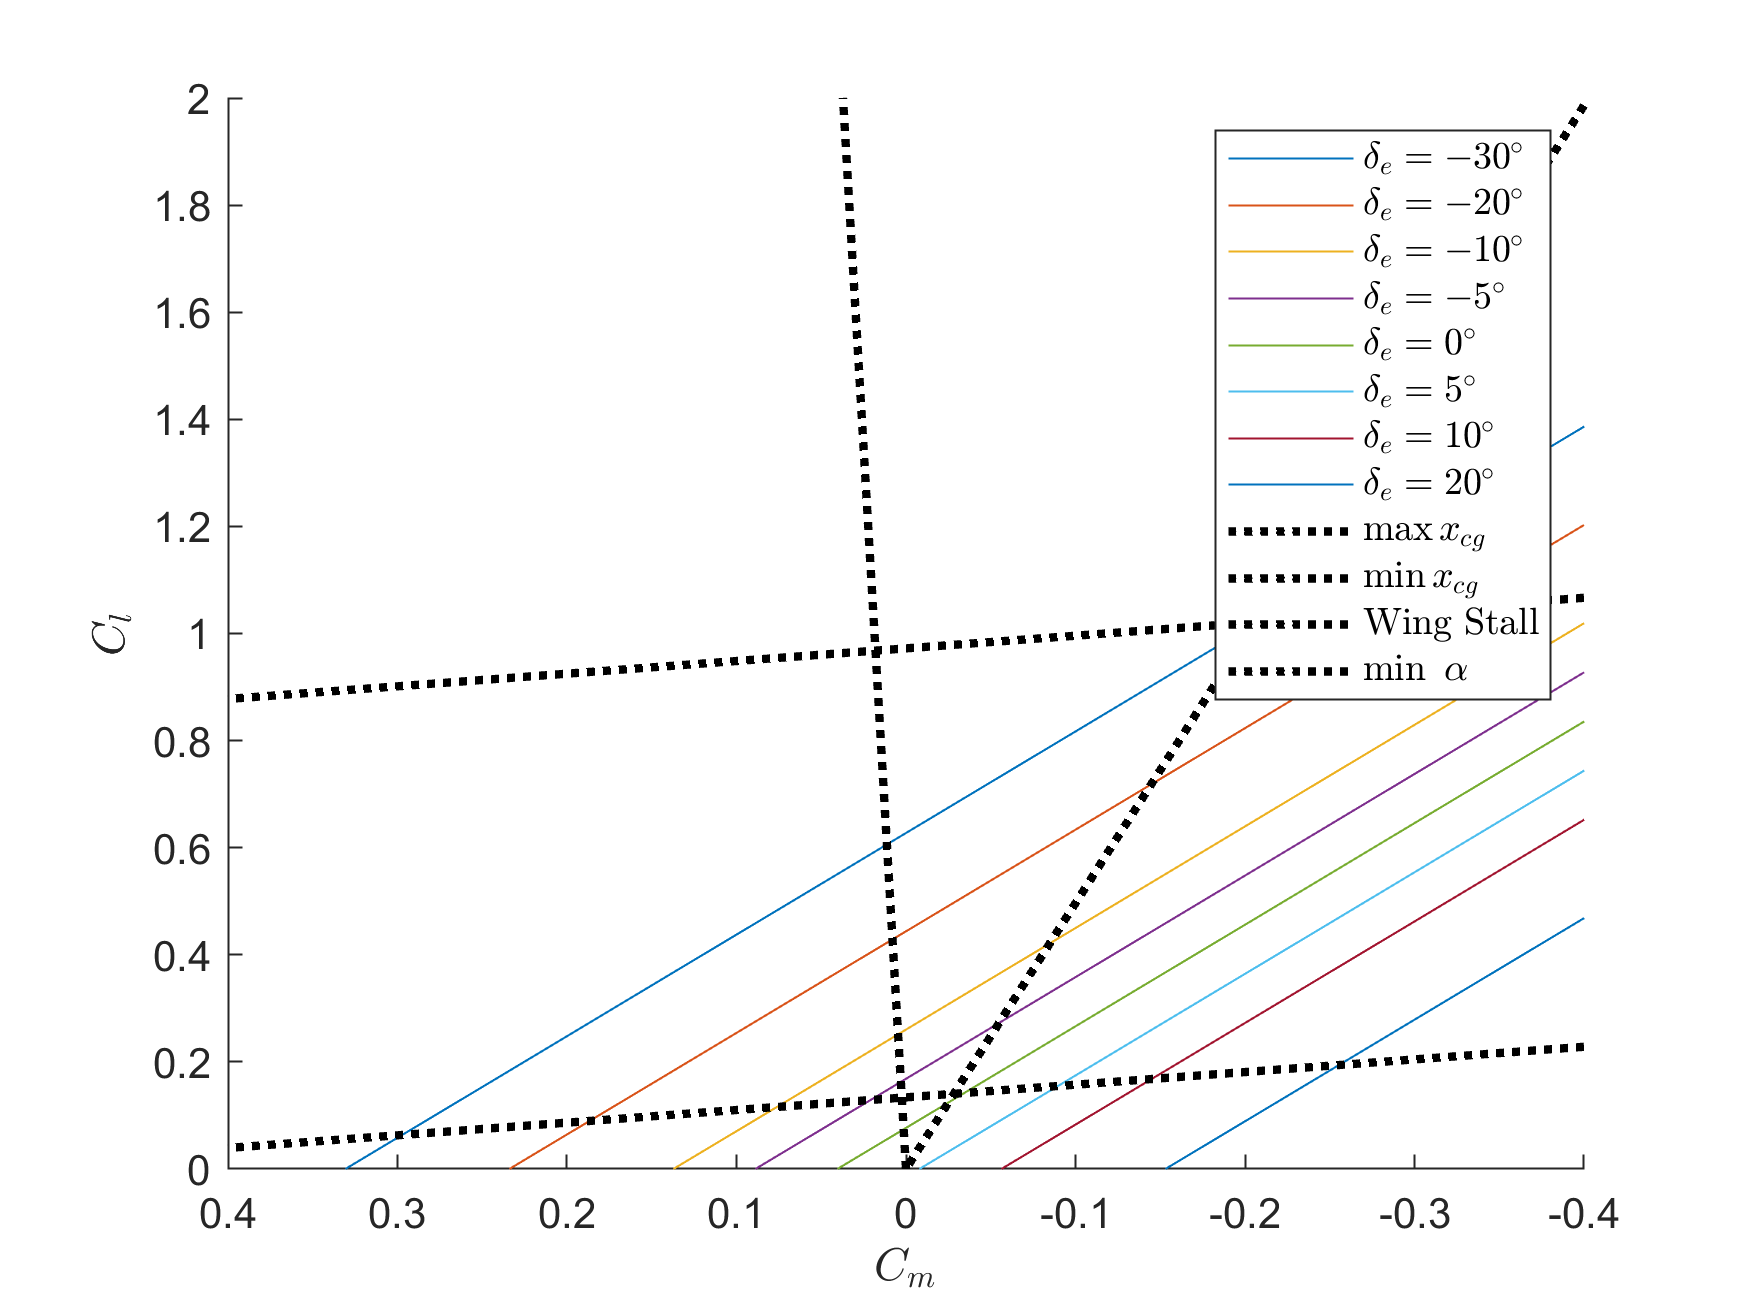 2
1.8
1.6
1.4
1.2
1
0.8
0.6
0.4
0.2
0
C_l
0.4 0.3 0.2 0.1 0 -0.1 -0.2 -0.3 -0.4
C_m
δ_e = −30°
δ_e = −20°
δ_e = −10°
δ_e = −5°
δ_e = 0°
δ_e = 5°
δ_e = 10°
δ_e = 20°
max x_cg
min x_cg
Wing Stall
min α